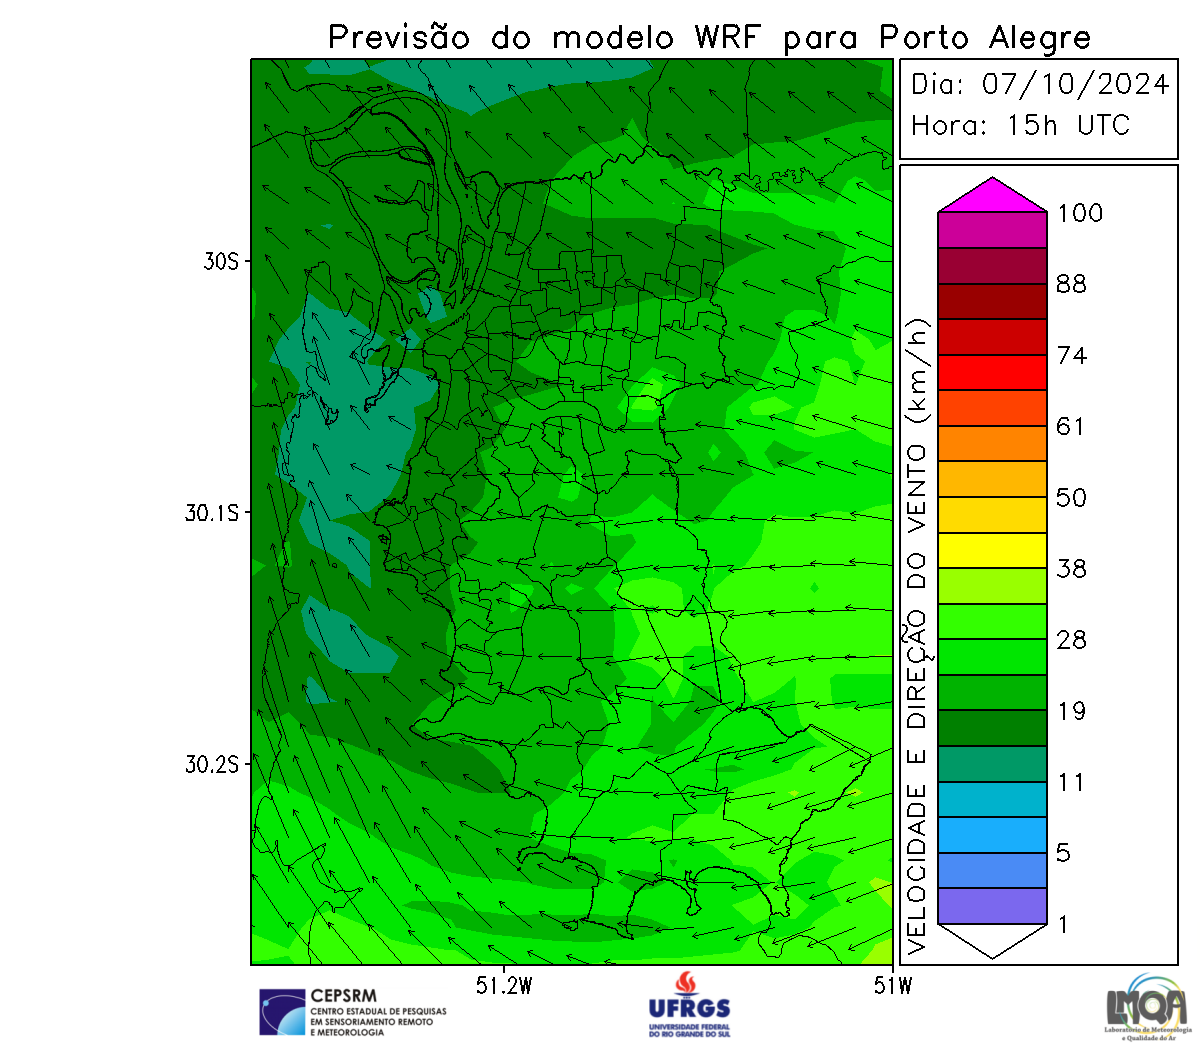 Previsão do modelo WRF para Porto Alegre
Dia: 07/10/2024
Hora: 15h UTC
100
88
74
61
50
38
28
19
11
5
1
VELOCIDADE E DIREÇÃO DO VENTO (km/h)
30S
30.1S
30.2S
51.2W
51W
CEPSRM
CENTRO ESTADUAL DE PESQUISAS
EM SENSORIAMENTO REMOTO
E METEOROLOGIA
UFRGS
UNIVERSIDADE FEDERAL
DO RIO GRANDE DO SUL
LMQA
Laboratório de Meteorologia
e Qualidade do Ar